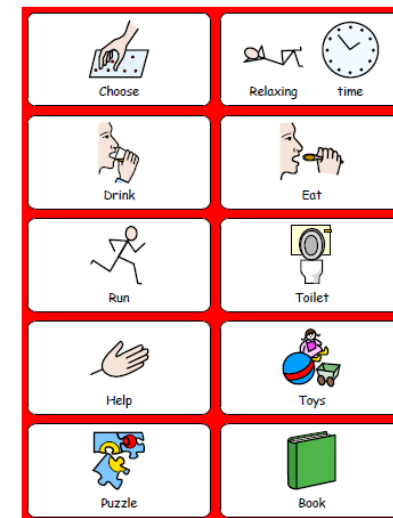 Choose
Relaxing time
Drink
Eat
Run
Toilet
Help
Toys
Puzzle
Book